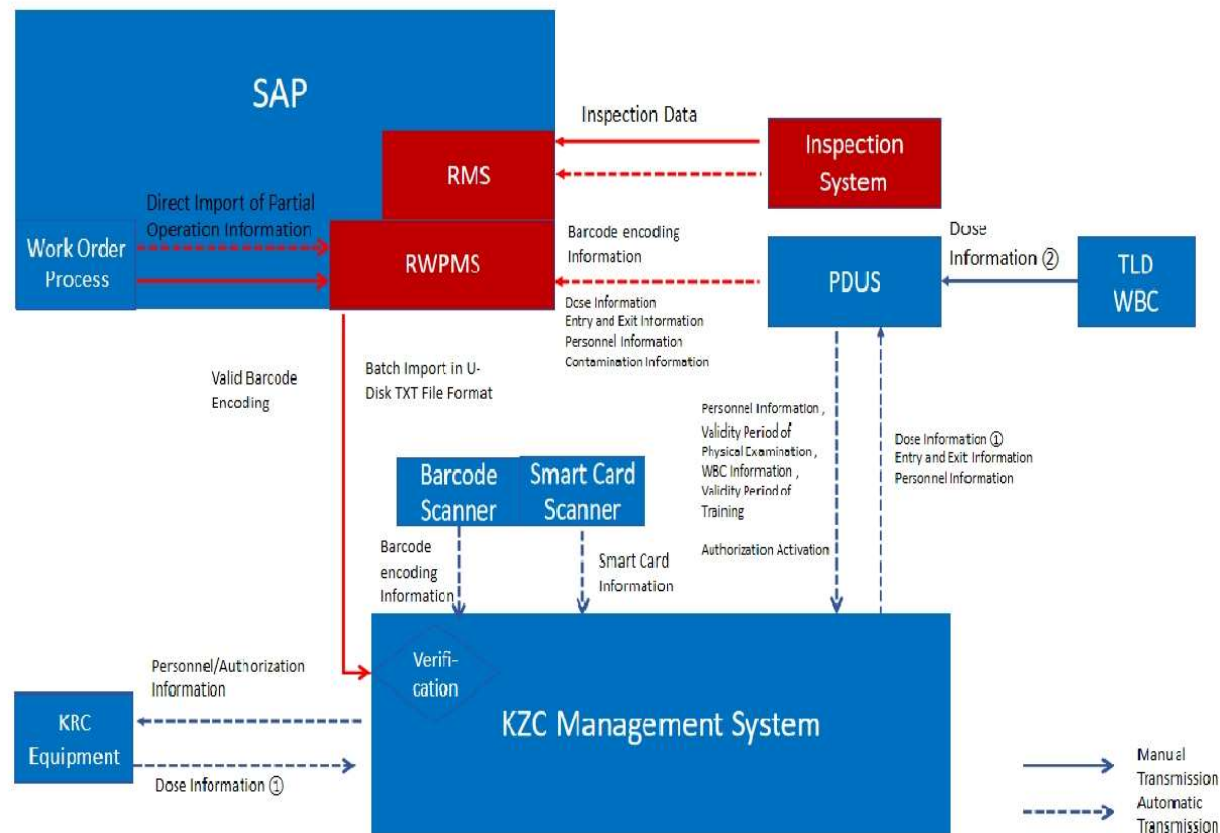 SAP
Inspection Data
Inspection
System
RMS
Direct Import of Partial
Operation Information
Work Order
Process
RWPMS
Barcode encoding
Information
Dose
Information ②
PDUS
TLD
WBC
Dose Information
Entry and Exit Information
Personnel Information
Contamination Information
Valid Barcode
Encoding
Batch Import in U-
Disk TXT File Format
Personnel Information ,
Validity Period of
Physical Examination ,
WBC Information ,
Validity Period of
Training
Authorization Activation
Dose Information ①
Entry and Exit Information
Personnel Information
Barcode
Scanner
Smart Card
Scanner
Barcode
encoding
Information
Smart Card
Information
Verifi-
cation
Personnel/Authorization
Information
KZC Management System
KRC
Equipment
Dose Information ①
Manual
Transmission
Automatic
Transmission